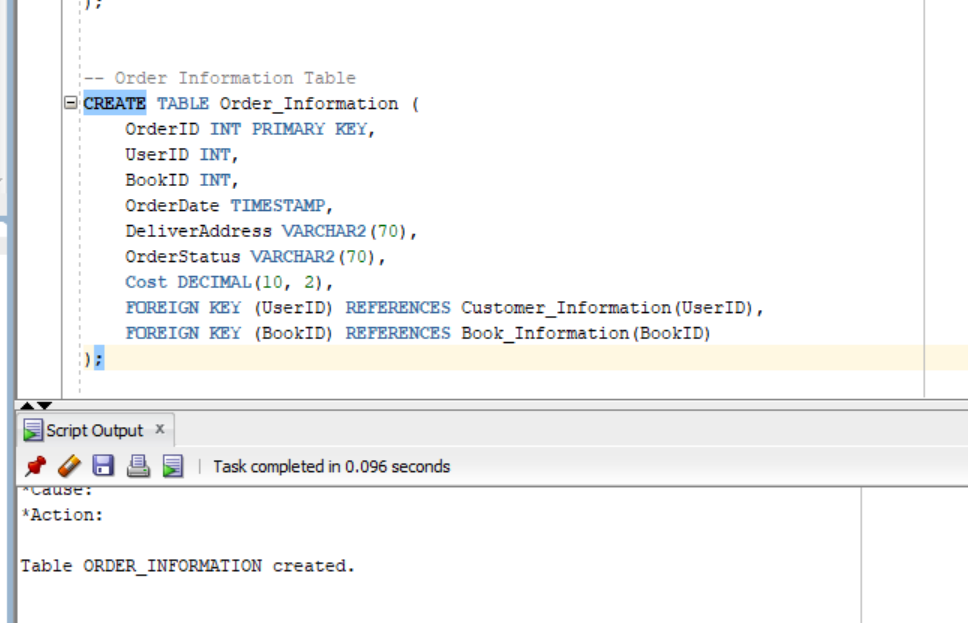 );
-- Order Information Table
CREATE TABLE Order_Information (
OrderID INT PRIMARY KEY,
UserID INT,
BookID INT,
OrderDate TIMESTAMP,
DeliverAddress VARCHAR2(70),
OrderStatus VARCHAR2(70),
Cost DECIMAL(10, 2),
FOREIGN KEY (UserID) REFERENCES Customer_Information(UserID),
FOREIGN KEY (BookID) REFERENCES Book_Information(BookID)
);
Script Output x
Task completed in 0.096 seconds
*Cause:
*Action:
Table ORDER_INFORMATION created.